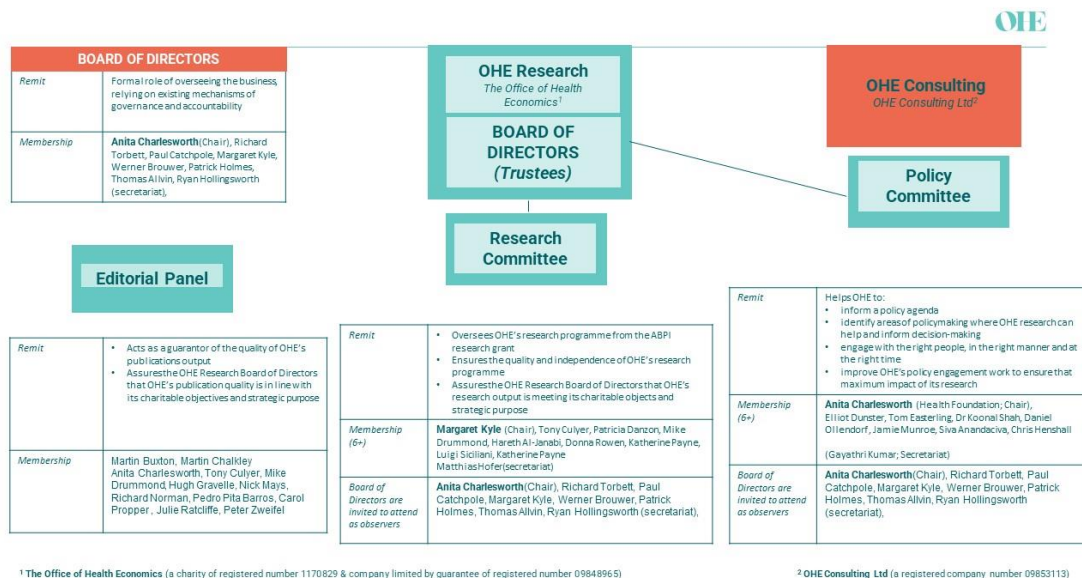 OHE
BOARD OF DIRECTORS
Remit
Formal role of overseeing the business,
relying on existing mechanisms of
governance and accountability
Membership
Anita Charlesworth(Chair), Richard
Torbett, Paul Catchpole, Margaret Kyle,
Werner Brouwer, Patrick Holmes,
Thomas Allvin, Ryan Hollingsworth
(secretariat),
OHE Research
The Office of Health
Economics¹
BOARD OF
DIRECTORS
(Trustees)
OHE Consulting
OHE Consulting Ltd²
Policy
Committee
Research
Committee
Editorial Panel
Remit
• Acts as a guarantor of the quality of OHE's
publications output
• Assures the OHE Research Board of Directors
that OHE's publication quality is in line with
its charitable objectives and strategic purpose
Membership
Martin Buxton, Martin Chalkley
Anita Charlesworth, Tony Culyer, Mike
Drummond, Hugh Gravelle, Nick Mays,
Richard Norman, Pedro Pita Barros, Carol
Propper , Julie Ratcliffe, Peter Zweifel
Remit
• Oversees OHE's research programme from the ABPI
research grant
• Ensures the quality and independence of OHE's research
programme
• Assures the OHE Research Board of Directors that OHE's
research output is meeting its charitable objects and
strategic purpose
Membership
(6+)
Margaret Kyle (Chair), Tony Culyer, Patricia Danzon, Mike
Drummond, Hareth Al-Janabi, Donna Rowen, Katherine Payne,
Luigi Siciliani, Katherine Payne
Matthias Hofer(secretariat)
Board of
Directors are
invited to attend
as observers
Anita Charlesworth(Chair), Richard Torbett, Paul
Catchpole, Margaret Kyle, Werner Brouwer, Patrick
Holmes, Thomas Allvin, Ryan Hollingsworth (secretariat),
Remit
Helps OHE to:
• inform a policy agenda
• identify areas of policymaking where OHE research can
help and inform decision-making
• engage with the right people, in the right manner and at
the right time
• improve OHE's policy engagement work to ensure that
maximum impact of its research
Membership
(6+)
Anita Charlesworth (Health Foundation; Chair),
Elliot Dunster, Tom Easterling, Dr Koonal Shah, Daniel
Ollendorf, Jamie Munroe, Siva Anandaciva, Chris Henshall
(Gayathri Kumar; Secretariat)
Board of
Directors are
invited to attend
as observers
Anita Charlesworth(Chair), Richard Torbett, Paul
Catchpole, Margaret Kyle, Werner Brouwer, Patrick
Holmes, Thomas Allvin, Ryan Hollingsworth
(secretariat),
¹ The Office of Health Economics (a charity of registered number 1170829 & company limited by guarantee of registered number 09848965)
² OHE Consulting Ltd (a registered company number 09853113)